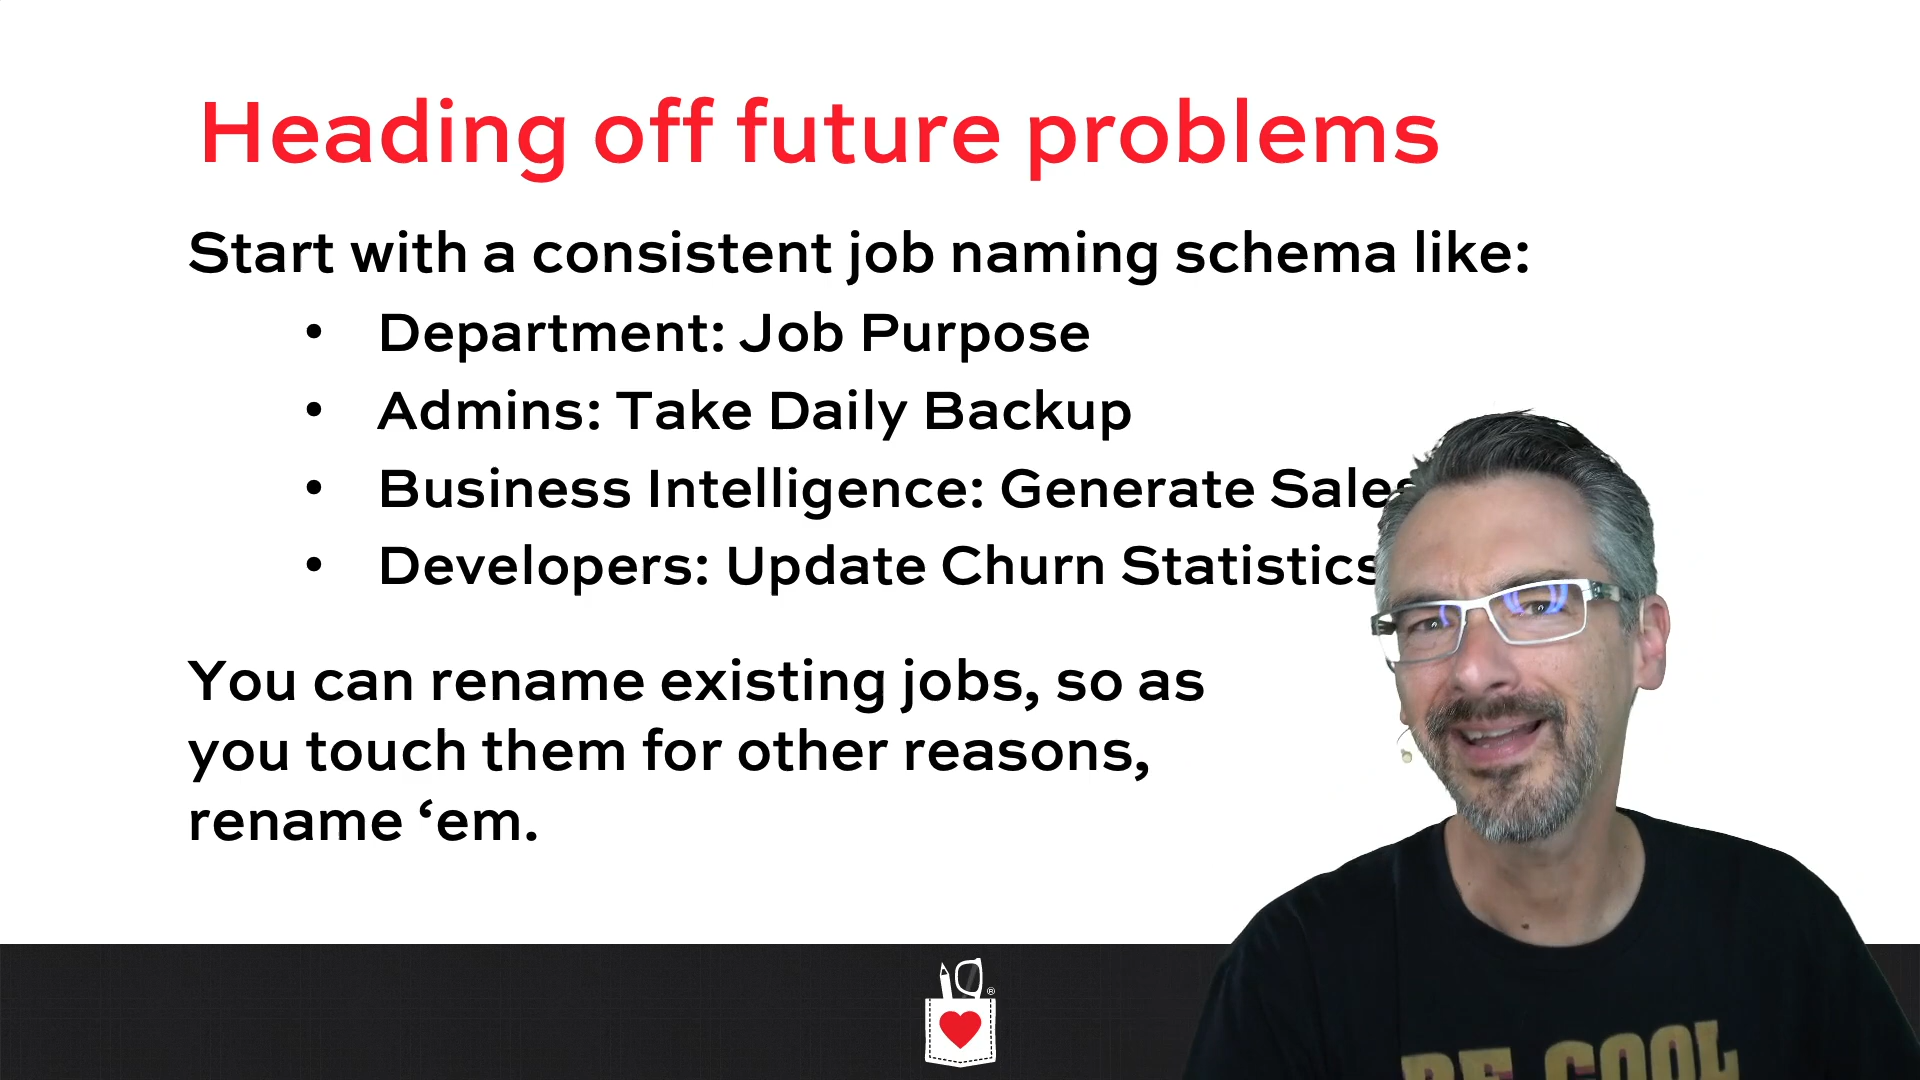 Heading off future problems
Start with a consistent job naming schema like:
• Department: Job Purpose
• Admins: Take Daily Backup
• Business Intelligence: Generate Sales
• Developers: Update Churn Statistics
You can rename existing jobs, so as
you touch them for other reasons,
rename ‘em.
®
BE COOL